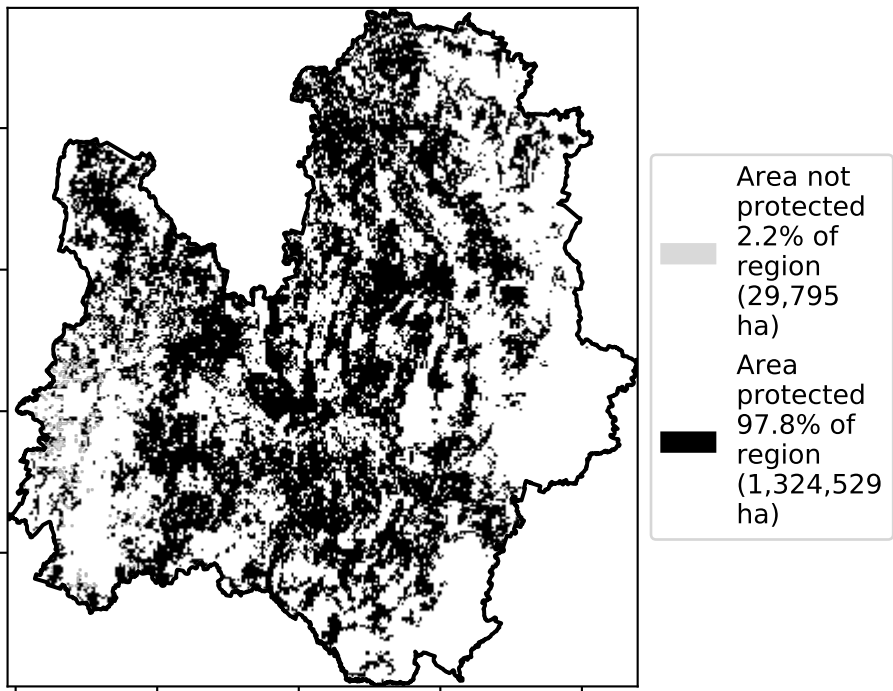 Area not
protected
2.2% of
region
(29,795
ha)
Area
protected
97.8% of
region
(1,324,529
ha)